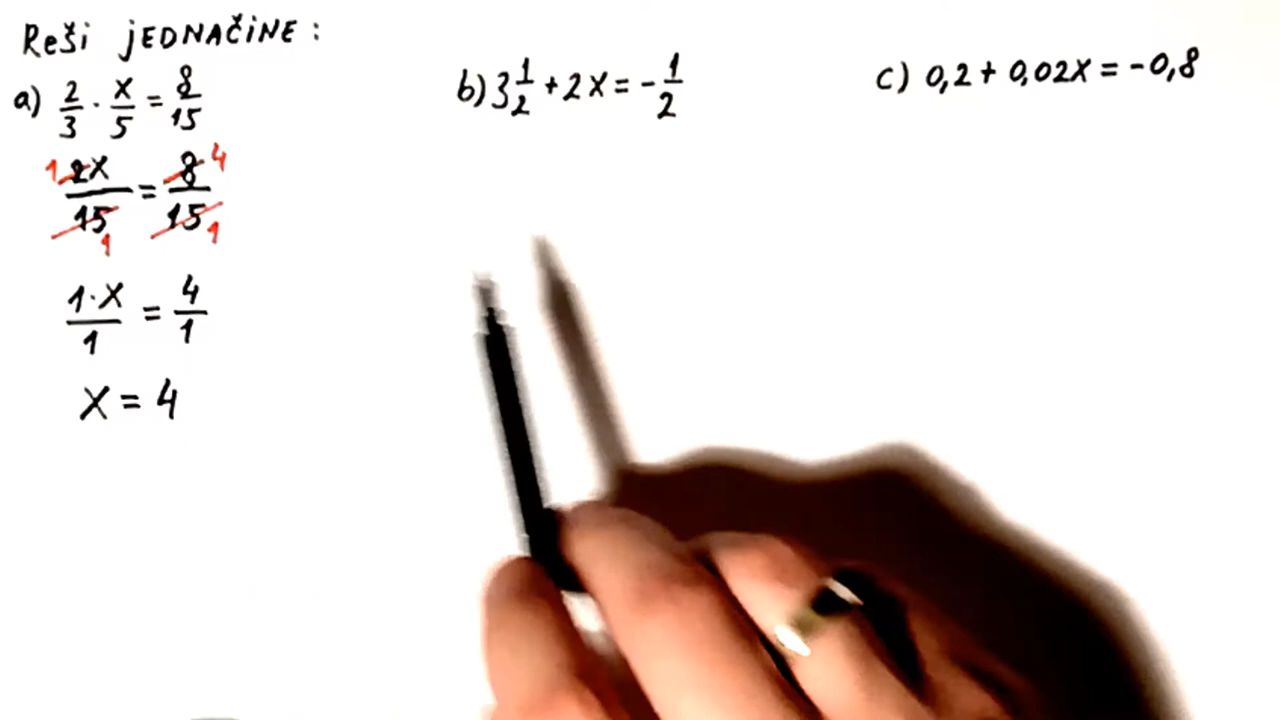 Reši jEDNAČiNE:
a) 2/3 · x/5 = 8/15
1 2x/15 1 = 8 4/15 1
1·x/1 = 4/1
x = 4
b) 3 1/2 + 2x = -1/2
c) 0,2 + 0,02x = -0,8